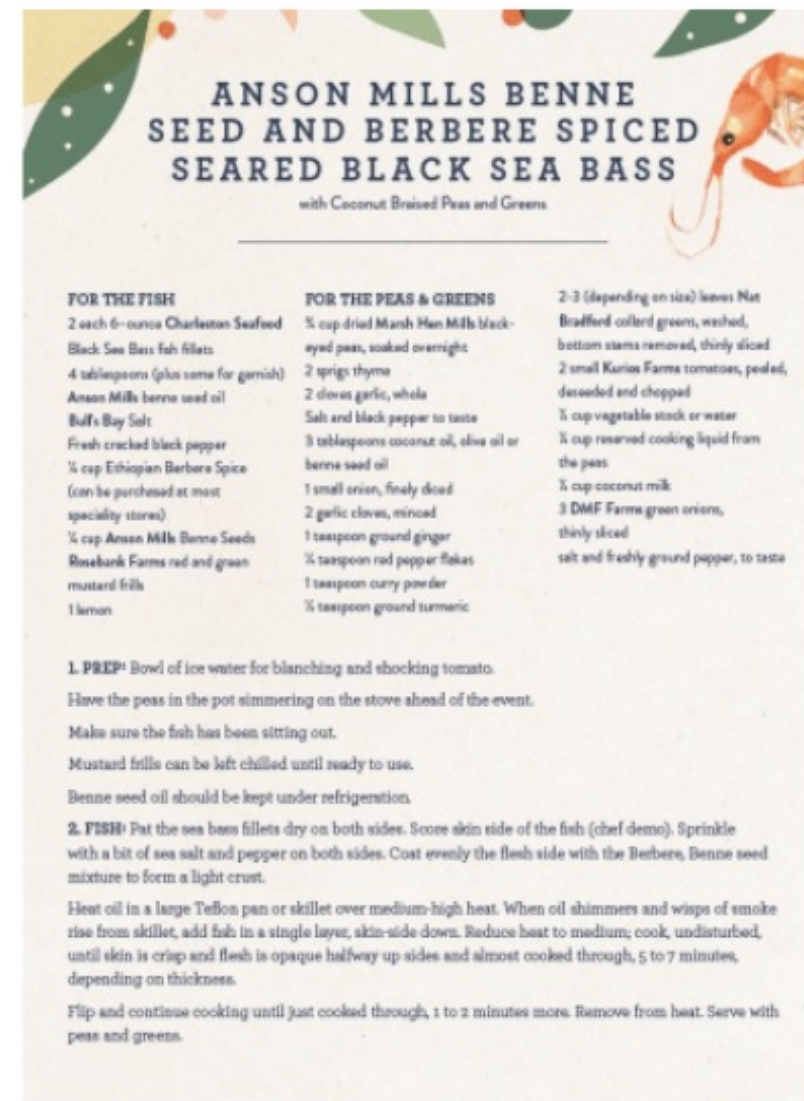 ANSON MILLS BENNE
SEED AND BERBERE SPICED
SEARED BLACK SEA BASS
with Coconut Braised Peas and Greens
FOR THE FISH
2 each 6-ounce Charleston Seafood
Black Sea Bass fish fillets
4 tablespoons (plus some for garnish)
Anson Mills benne seed oil
Bull's Bay Salt
Fresh cracked black pepper
cup Ethiopian Berbere Spice
(can be purchased at most
speciality stores)
¼ cup Anson Mills Benne Seeds
Rosebank Farms red and green
mustard frills
1 lemon
FOR THE PEAS & GREENS
cup dried Marsh Hen Mills black-
eyed peas, soaked overnight
2 sprigs thyme
2 cloves garlic, whole
Salt and black pepper to taste
3 tablespoons coconut oil, olive oil or
benne seed oil
1 small onion, finely diced
2 garlic cloves, minced
1 teaspoon ground ginger
teaspoon red pepper flakes
1 teaspoon curry powder
teaspoon ground turmeric
2-3 (depending on size) leaves Nat
Bradford collard greens, washed,
bottom stems removed, thinly sliced
2 small Kurios Farms tomatoes, peeled,
deseeded and chopped
cup vegetable stock or water
cup reserved cooking liquid from
the peas
cup coconut milk
3 DMF Farms green onions,
thinly sliced
salt and freshly ground pepper, to taste
1. PREP: Bowl of ice water for blanching and shocking tomato.
Have the peas in the pot simmering on the stove ahead of the event.
Make sure the fish has been sitting out.
Mustard frills can be left chilled until ready to use.
Benne seed oil should be kept under refrigeration.
2. FISH: Pat the sea bass fillets dry on both sides. Score skin side of the fish (chef demo). Sprinkle
with a bit of sea salt and pepper on both sides. Coat evenly the flesh side with the Berbere, Benne seed
mixture to form a light crust.
Heat oil in a large Teflon pan or skillet over medium-high heat. When oil shimmers and wisps of smoke
rise from skillet, add fish in a single layer, skin-side down. Reduce heat to medium; cook, undisturbed,
until skin is crisp and flesh is opaque halfway up sides and almost cooked through, 5 to 7 minutes,
depending on thickness.
Flip and continue cooking until just cooked through, 1 to 2 minutes more. Remove from heat. Serve with
peas and greens.